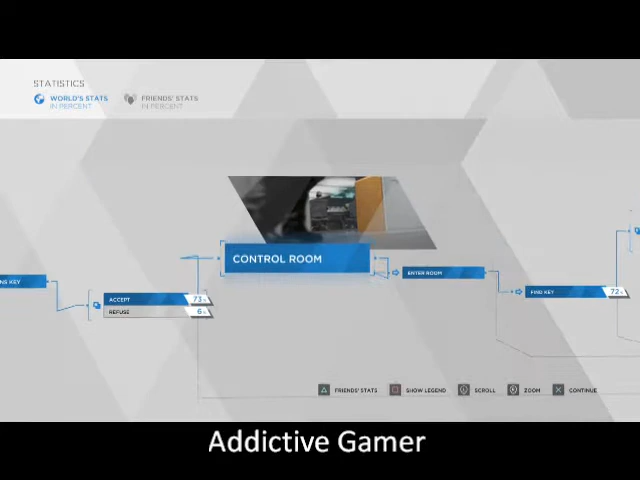 STATISTICS
WORLD'S STATS
IN PERCENT
FRIENDS' STATS
IN PERCENT
CONTROL ROOM
ENTER ROOM
KEY
ACCEPT 73%
REFUSE 6%
FIND KEY 72%
FRIENDS' STATS
SHOW LEGEND
SCROLL
ZOOM
CONTINUE
Addictive Gamer